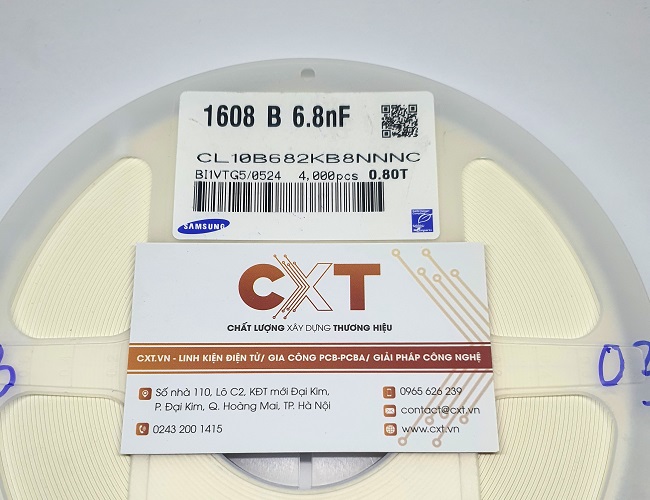 1608 B 6.8nF
CL10B682KB8NNNC
BI1VTG5/0524 4,000pcs 0.80T
SAMSUNG
CXT
CHẤT LƯỢNG XÂY DỰNG THƯƠNG HIỆU
CXT.VN - LINH KIỆN ĐIỆN TỬ/ GIA CÔNG PCB-PCBA/ GIẢI PHÁP CÔNG NGHỆ
Số nhà 110, Lô C2, KĐT mới Đại Kim,
P. Đại Kim, Q. Hoàng Mai, TP. Hà Nội
0243 200 1415
0965 626 239
contact@cxt.vn
www.cxt.vn